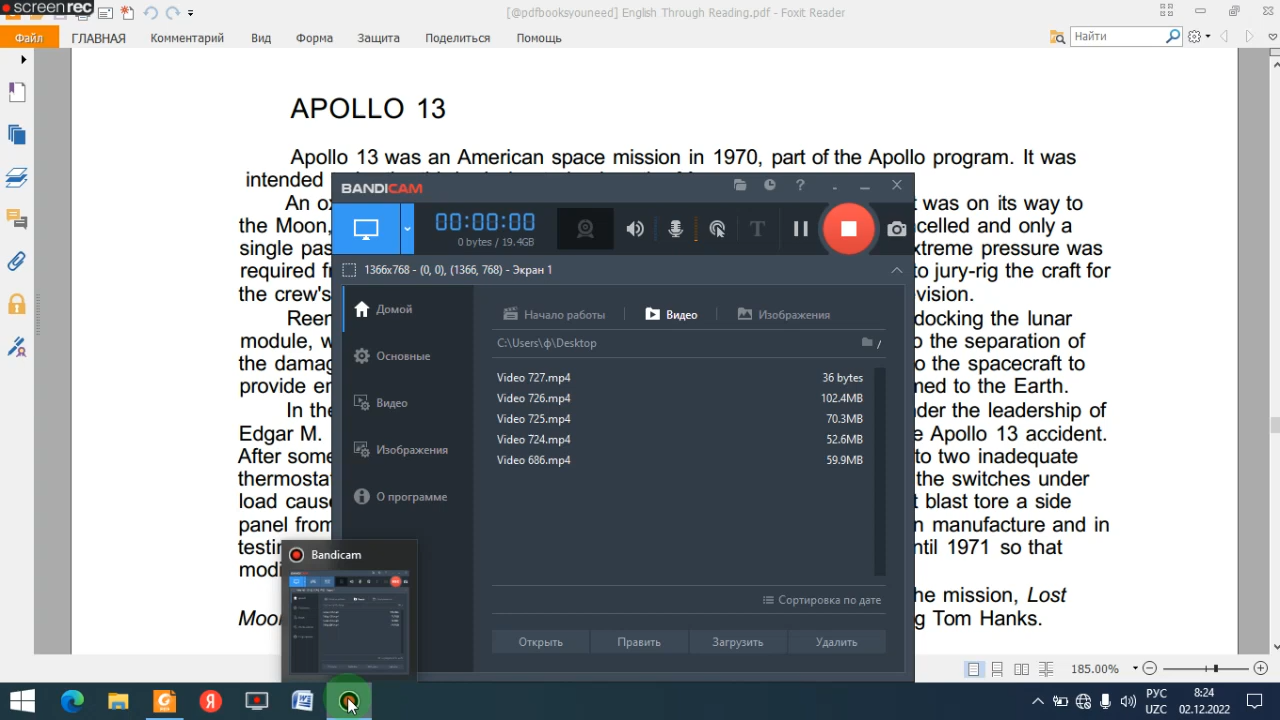 screenrec
[@pdfbooksyouneed] English Through Reading.pdf - Foxit Reader
Файл ГЛАВНАЯ Комментарий Вид Форма Защита Поделиться Помощь
Найти
APOLLO 13
Apollo 13 was an American space mission in 1970, part of the Apollo program. It was
intended
BANDICAM
was on its way to
the Moon,
celled and only a
single pas
xtreme pressure was
required f
to jury-rig the craft for
the crew's
vision.
00:00:00
0 bytes / 19.4GB
1366x768 - (0, 0), (1366, 768) - Экран 1
Домой
Основные
Видео
Изображения
О программе
Начало работы Видео Изображения
C:\Users\ф\Desktop
/
Video 727.mp4 36 bytes
Video 726.mp4 102.4MB
Video 725.mp4 70.3MB
Video 724.mp4 52.6MB
Video 686.mp4 59.9MB
Сортировка по дате
Открыть Править Загрузить Удалить
Reen
docking the lunar
module, w
o the separation of
the damag
o the spacecraft to
provide en
med to the Earth.
In the
der the leadership of
Edgar M.
e Apollo 13 accident.
After some
to two inadequate
thermosta
the switches under
load caus
t blast tore a side
panel from
n manufacture and in
testi
ntil 1971 so that
modi
he mission, Lost
Moon
g Tom Hanks.
Bandicam
185.00%
РУС
UZC
8:24
02.12.2022